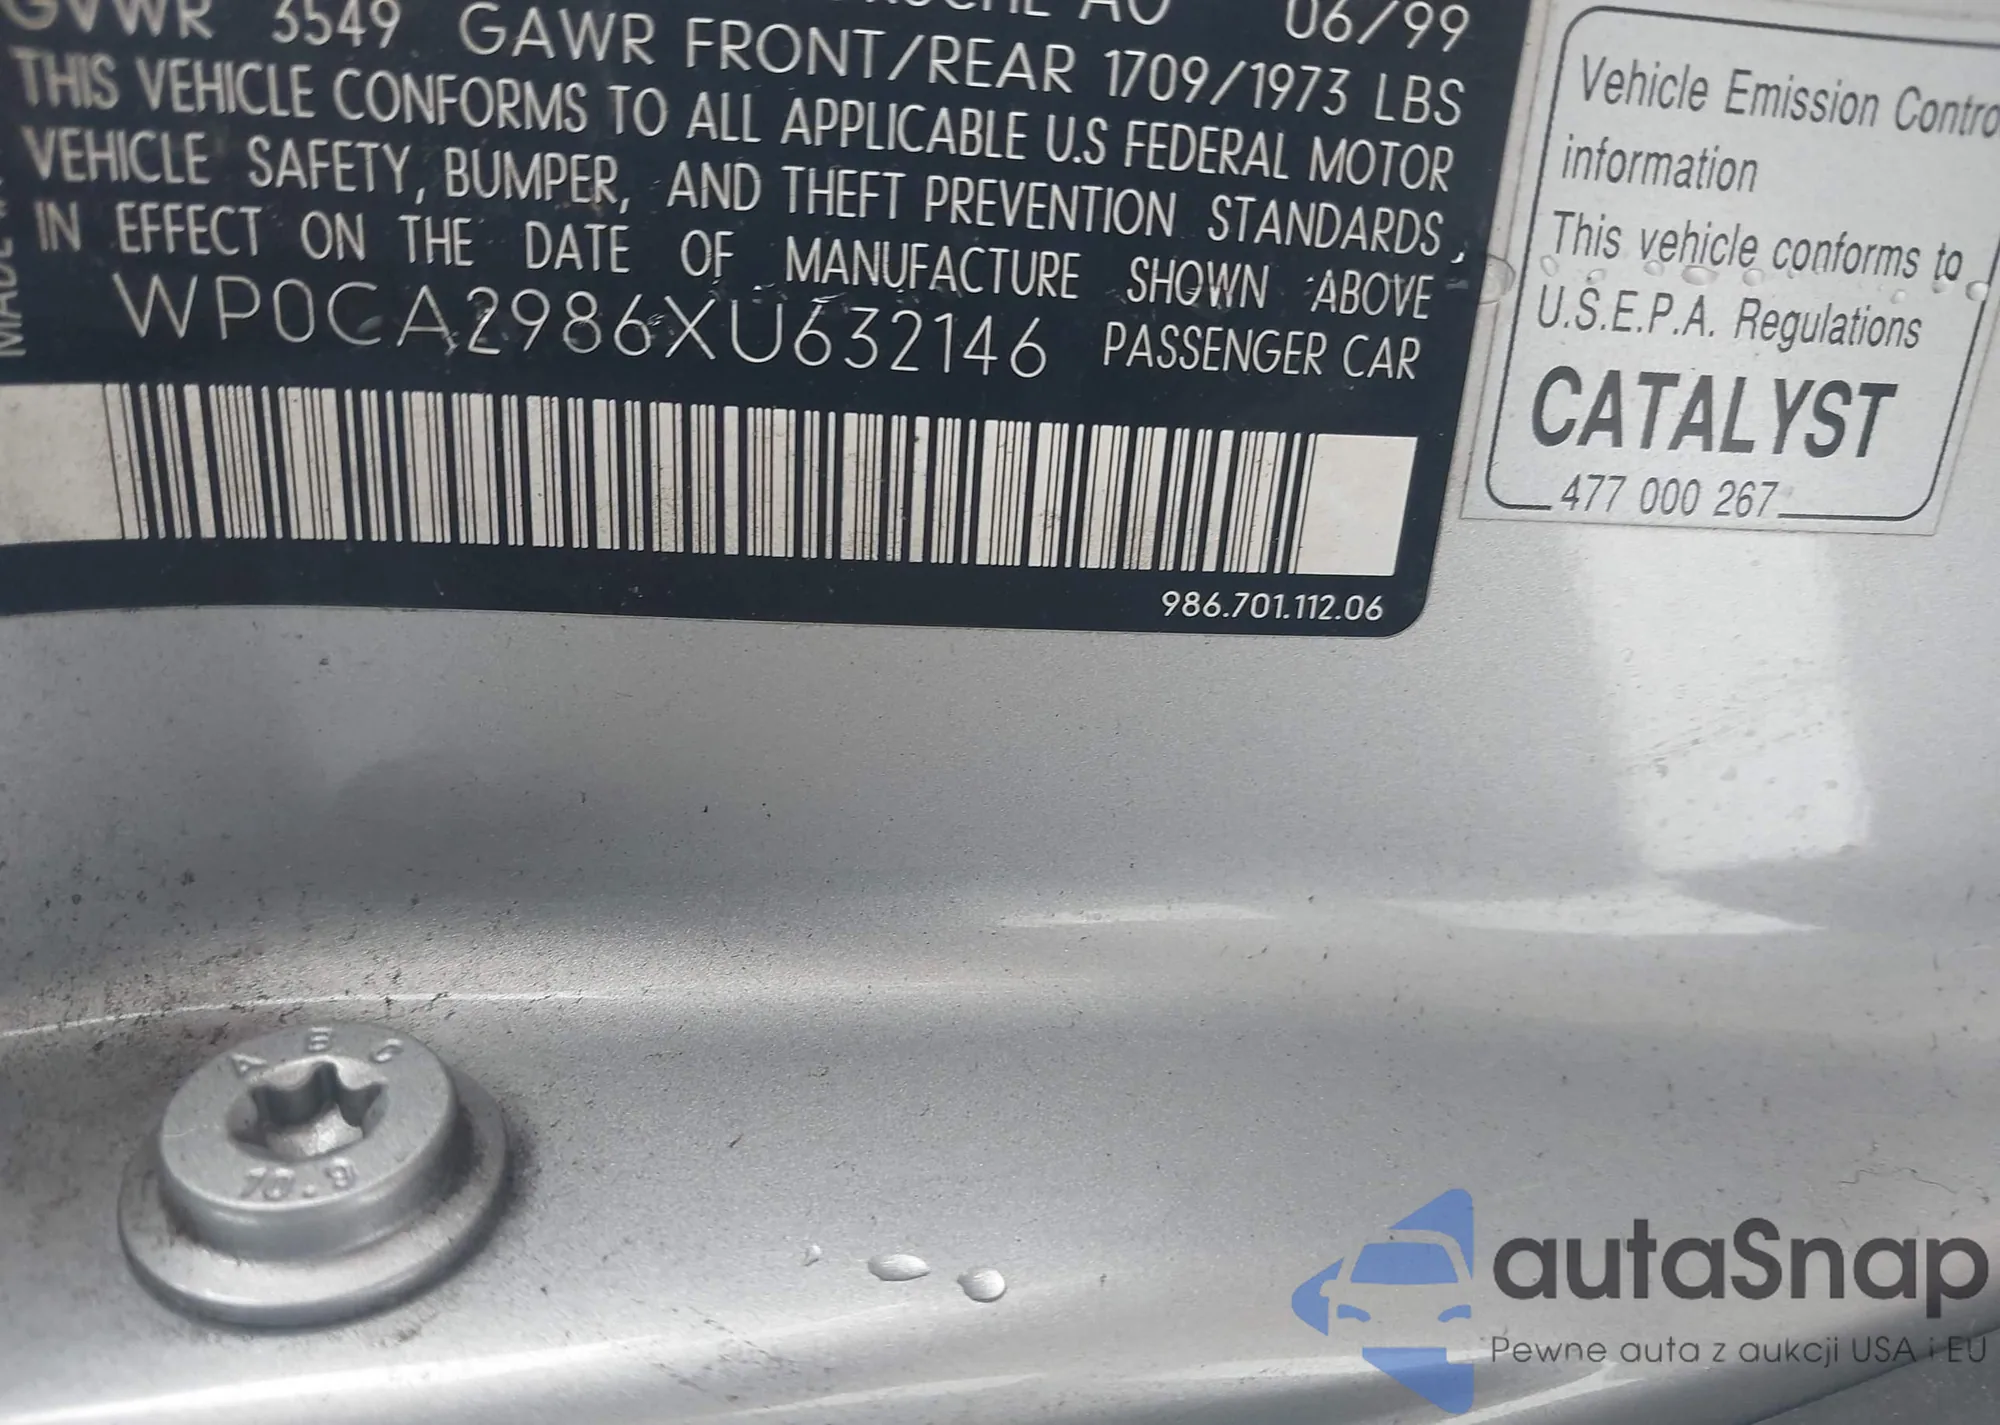 06/99
GVWR 3549 GAWR FRONT/REAR 1709/1973 LBS
THIS VEHICLE CONFORMS TO ALL APPLICABLE U.S FEDERAL MOTOR
VEHICLE SAFETY, BUMPER, AND THEFT PREVENTION STANDARDS,
IN EFFECT ON THE DATE OF MANUFACTURE SHOWN ABOVE
WP0CA2986XU632146 PASSENGER CAR
986.701.112.06
MADE
Vehicle Emission Contro
information
This vehicle conforms to
U.S.E.P.A. Regulations
CATALYST
477 000 267
A B C
10.9
autaSnap
Pewne auta z aukcji USA i EU